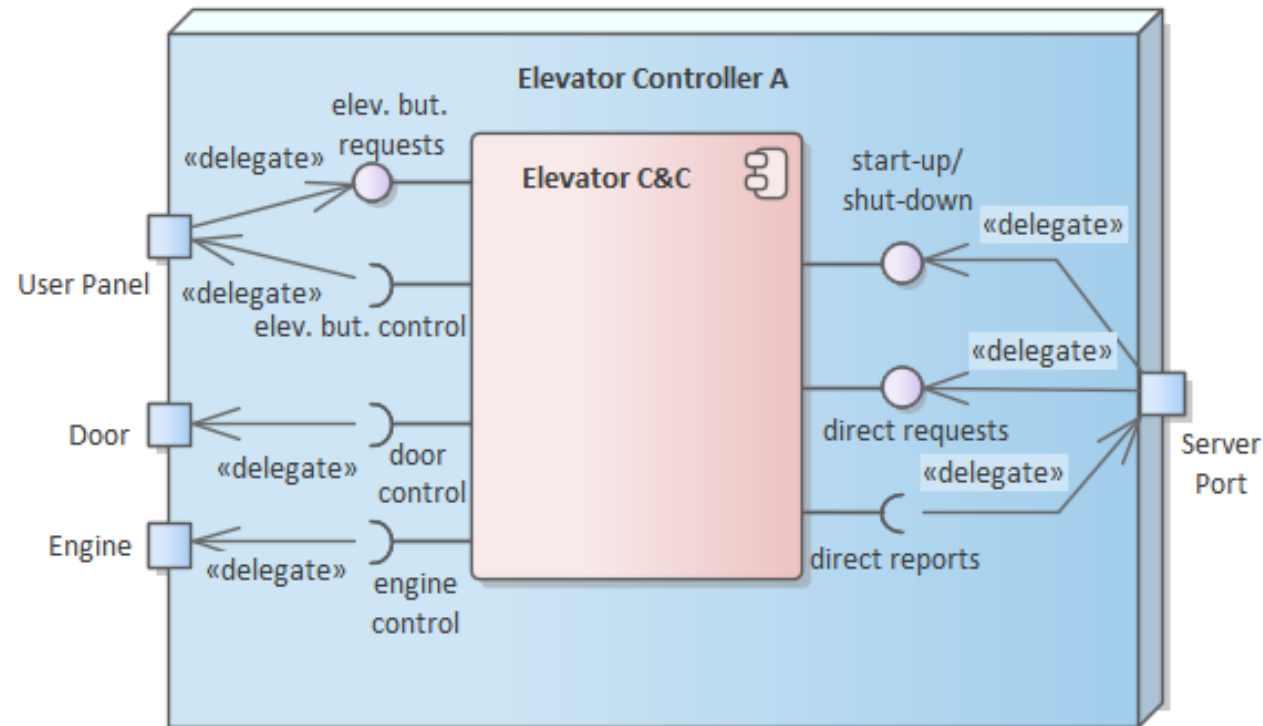 Elevator Controller A
elev. but.
requests
«delegate»
Elevator C&C
start-up/
shut-down
«delegate»
User Panel
«delegate»
elev. but. control
«delegate»
direct requests
Door
«delegate»
door
control
«delegate»
Server
Port
Engine
«delegate»
engine
control
direct reports